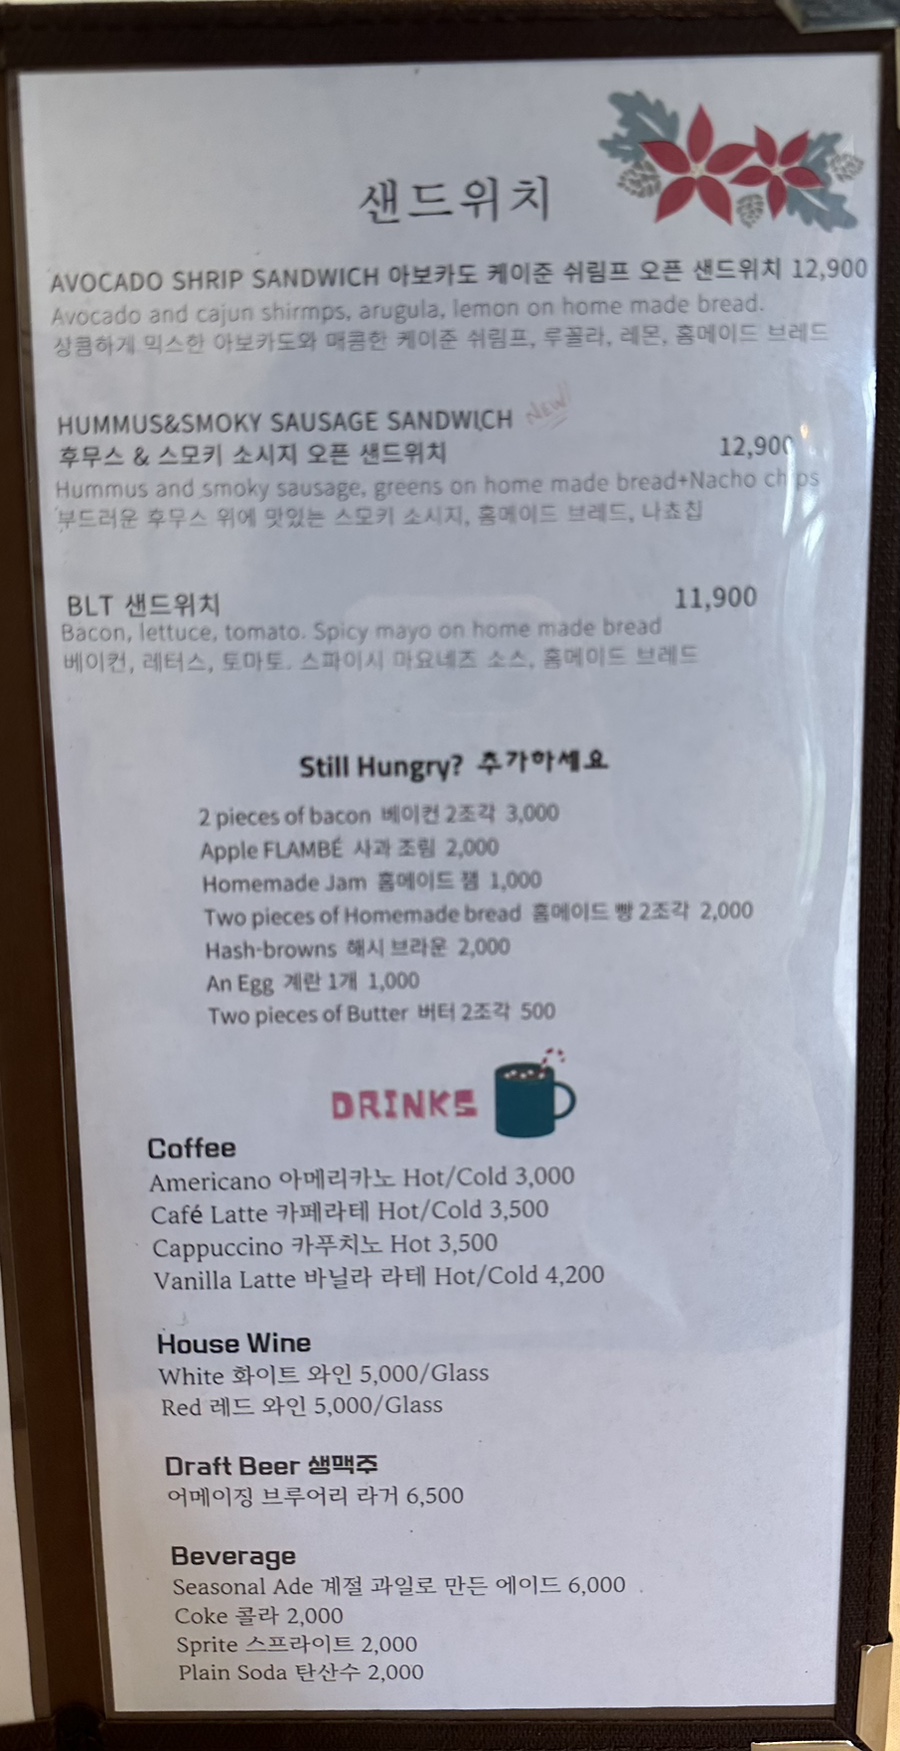 샌드위치
AVOCADO SHRIP SANDWICH 아보카도 케이준 쉬림프 오픈 샌드위치 12,900
Avocado and cajun shirmps, arugula, lemon on home made bread.
상큼하게 믹스한 아보카도와 매콤한 케이준 쉬림프, 루꼴라, 레몬, 홈메이드 브레드
HUMMUS&SMOKY SAUSAGE SANDWICH NEW!
후무스 & 스모키 소시지 오픈 샌드위치 12,900
Hummus and smoky sausage, greens on home made bread+Nacho chips
부드러운 후무스 위에 맛있는 스모키 소시지, 홈메이드 브레드, 나쵸칩
BLT 샌드위치 11,900
Bacon, lettuce, tomato. Spicy mayo on home made bread
베이컨, 레터스, 토마토. 스파이시 마요네즈 소스, 홈메이드 브레드
Still Hungry? 추가하세요
2 pieces of bacon 베이컨 2조각 3,000
Apple FLAMBÉ 사과 조림 2,000
Homemade Jam 홈메이드 잼 1,000
Two pieces of Homemade bread 홈메이드 빵 2조각 2,000
Hash-browns 해시 브라운 2,000
An Egg 계란 1개 1,000
Two pieces of Butter 버터 2조각 500
DRINKS
Coffee
Americano 아메리카노 Hot/Cold 3,000
Café Latte 카페라테 Hot/Cold 3,500
Cappuccino 카푸치노 Hot 3,500
Vanilla Latte 바닐라 라테 Hot/Cold 4,200
House Wine
White 화이트 와인 5,000/Glass
Red 레드 와인 5,000/Glass
Draft Beer 생맥주
어메이징 브루어리 라거 6,500
Beverage
Seasonal Ade 계절 과일로 만든 에이드 6,000
Coke 콜라 2,000
Sprite 스프라이트 2,000
Plain Soda 탄산수 2,000